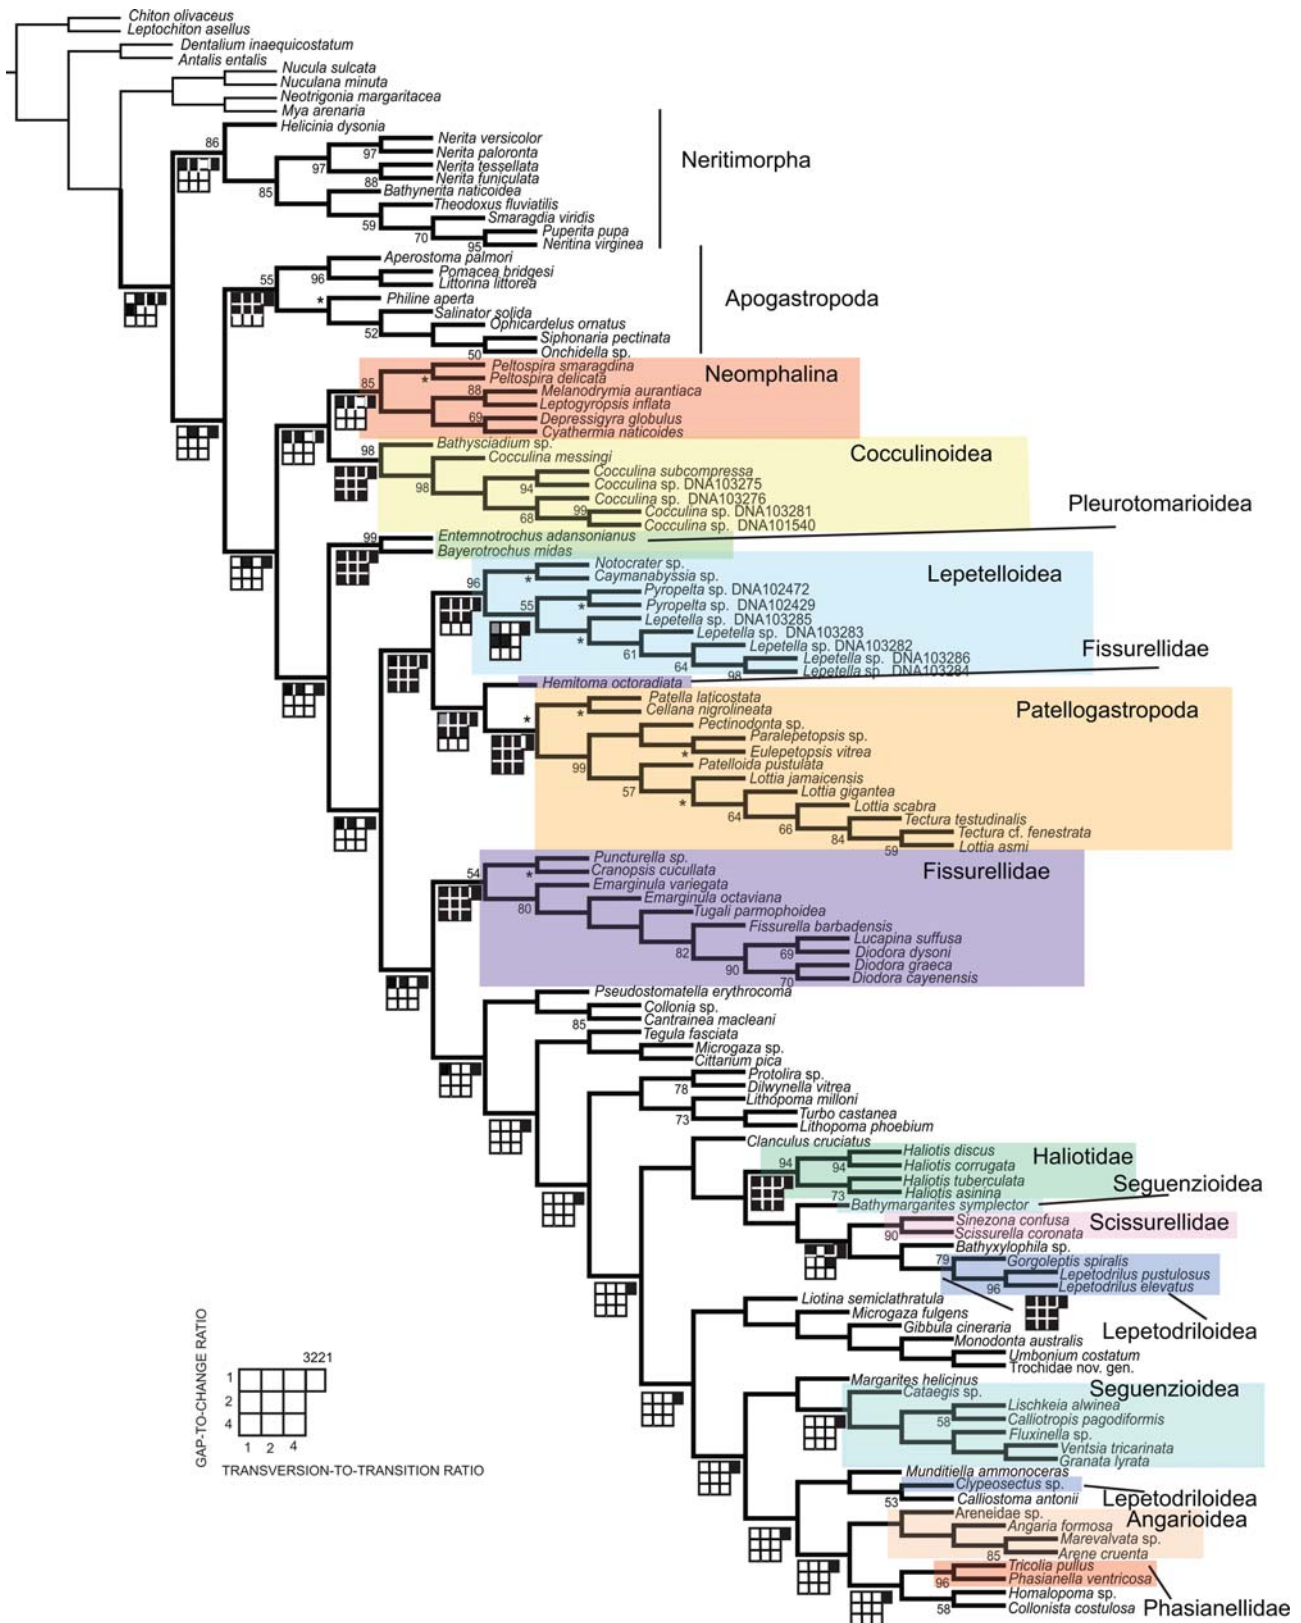 Chiton olivaceus
Leptochiton asellus
Dentalium inaequicostatum
Antalis entalis
Nucula sulcata
Nuculana minuta
Neotrigonia margaritacea
Mya arenaria
Helicinia dysonia
86
Nerita versicolor
97
Nerita paloronta
97
Nerita tessellata
Nerita funiculata
88
85
Bathynerita naticoidea
Theodoxus fluviatilis
59
Smaragdia viridis
70
Puperita pupa
95
Neritina virginea
Neritimorpha
Aperostoma palmori
55
96
Pomacea bridgesi
Littorina littorea
*
Philine aperta
Salinator solida
52
Ophicardelus ornatus
Siphonaria pectinata
50
Onchidella sp.
Apogastropoda
Peltospira smaragdina
85
*
Peltospira delicata
Neomphalina
88
Melanodrymia aurantiaca
Leptogyropsis inflata
69
Depressigyra globulus
Cyathermia naticoides
98
Bathysciadium sp.
Cocculina messingi
98
Cocculinoidea
Cocculina subcompressa
94
Cocculina sp. DNA103275
Cocculina sp. DNA103276
68
99
Cocculina sp. DNA103281
Cocculina sp. DNA101540
Pleurotomarioidea
99
Entemnotrochus adansonianus
Bayerotrochus midas
96
Notocrater sp.
*
Caymanabyssia sp.
Lepetelloidea
55
Pyropelta sp. DNA102472
*
Pyropelta sp. DNA102429
Lepetella sp. DNA103285
*
Lepetella sp. DNA103283
61
Lepetella sp. DNA103282
64
Lepetella sp. DNA103286
98
Lepetella sp. DNA103284
Fissurellidae
Hemitoma octoradiata
*
Patella laticostata
*
Cellana nigrolineata
Patellogastropoda
Pectinodonta sp.
99
Paralepetopsis sp.
*
Eulepetopsis vitrea
Patelloida pustulata
57
Lottia jamaicensis
*
Lottia gigantea
64
Lottia scabra
66
Tectura testudinalis
84
Tectura cf. fenestrata
59
Lottia asmi
54
Puncturella sp.
*
Cranopsis cucullata
Fissurellidae
Emarginula variegata
80
Emarginula octaviana
Tugali parmophoidea
Fissurella barbadensis
82
Lucapina suffusa
69
Diodora dysoni
90
Diodora graeca
70
Diodora cayenensis
Pseudostomatella erythrocoma
Collonia sp.
85
Cantrainea macleani
Tegula fasciata
Microgaza sp.
Cittarium pica
Protolira sp.
78
Dilwynella vitrea
Lithopoma milloni
73
Turbo castanea
Lithopoma phoebium
Clanculus cruciatus
94
Haliotis discus
94
Haliotis corrugata
Haliotidae
Haliotis tuberculata
73
Haliotis asinina
Seguenzioidea
Bathymargarites symplector
Sinezona confusa
90
Scissurella coronata
Scissurellidae
Bathyxylophila sp.
79
Gorgoleptis spiralis
Lepetodrilus pustulosus
96
Lepetodrilus elevatus
Lepetodriloidea
Liotina semiclathratula
Microgaza fulgens
Gibbula cineraria
Monodonta australis
Umbonium costatum
Trochidae nov. gen.
Margarites helicinus
Cataegis sp.
Seguenzioidea
Lischkeia alwinea
58
Calliotropis pagodiformis
Fluxinella sp.
Ventsia tricarinata
Granata lyrata
Munditiella ammonoceras
Clypeosectus sp.
53
Calliostoma antonii
Lepetodriloidea
Areneidae sp.
Angarioidea
Angaria formosa
Marevalvata sp.
85
Arene cruenta
Tricolia pullus
96
Phasianella ventricosa
Homalopoma sp.
58
Collonista costulosa
Phasianellidae
GAP-TO-CHANGE RATIO
3221
1
2
4
1 2 4
TRANSVERSION-TO-TRANSITION RATIO